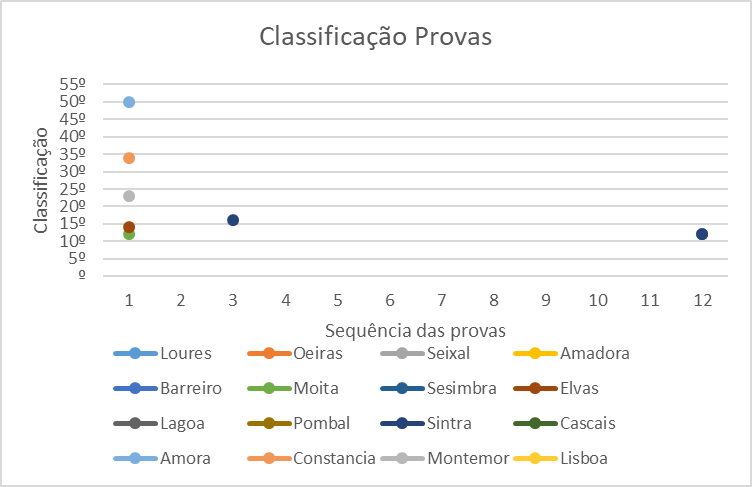 Classificação Provas
Classificação
55º
50º
45º
40º
35º
30º
25º
20º
15º
10º
5º
º
1 2 3 4 5 6 7 8 9 10 11 12
Sequência das provas
Loures Oeiras Seixal Amadora
Barreiro Moita Sesimbra Elvas
Lagoa Pombal Sintra Cascais
Amora Constancia Montemor Lisboa